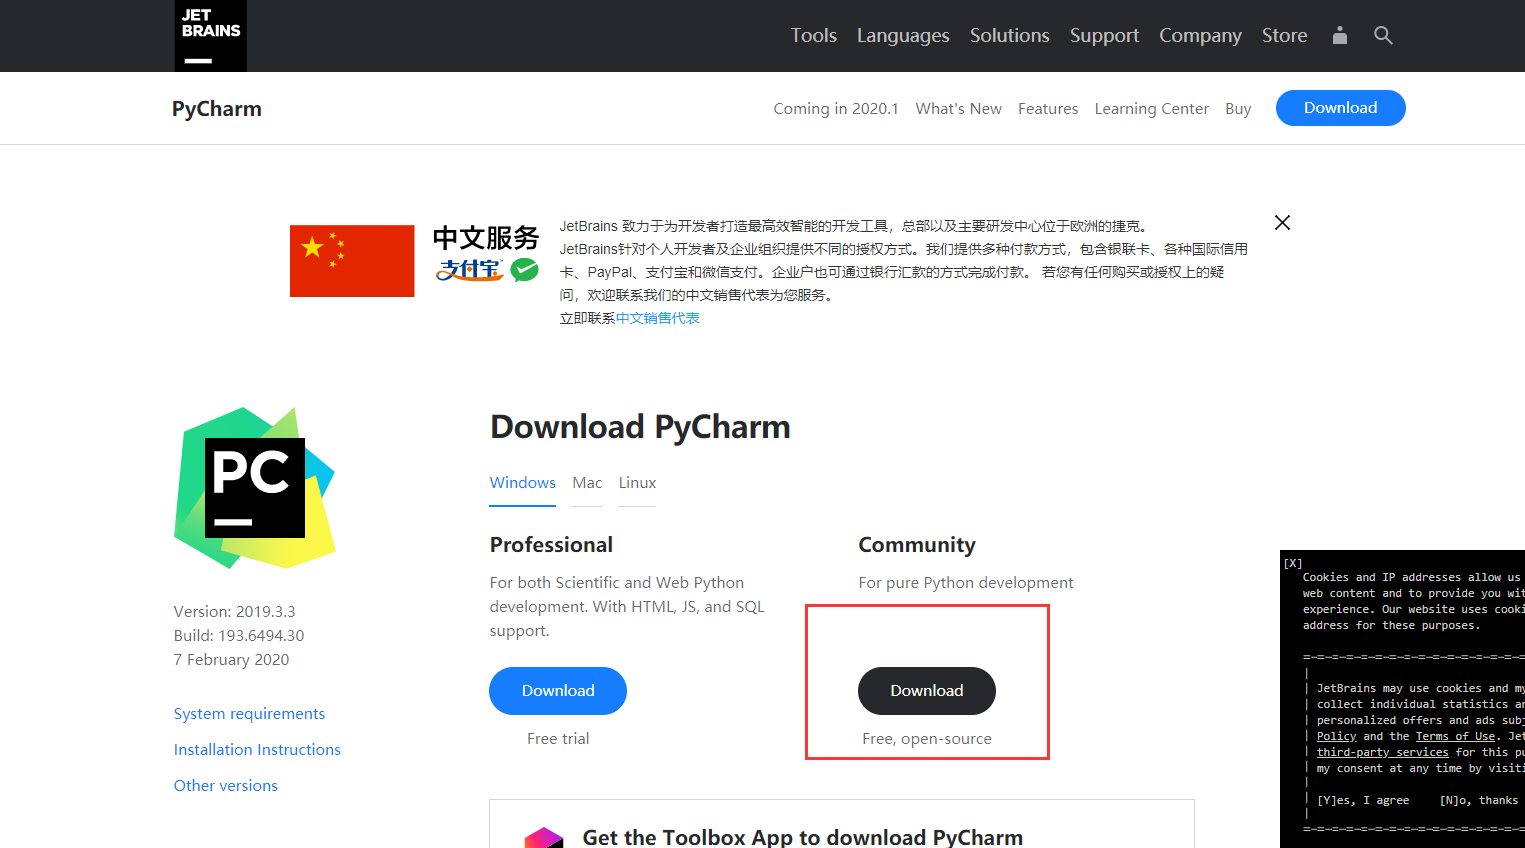 JET
BRAINS
Tools Languages Solutions Support Company Store
PyCharm
Coming in 2020.1 What's New Features Learning Center Buy Download
中文服务
支付宝
JetBrains 致力于为开发者打造最高效智能的开发工具，总部以及主要研发中心位于欧洲的捷克。
JetBrains针对个人开发者及企业组织提供不同的授权方式。我们提供多种付款方式，包含银联卡、各种国际信用
卡、PayPal、支付宝和微信支付。企业户也可通过银行汇款的方式完成付款。 若您有任何购买或授权上的疑
问，欢迎联系我们的中文销售代表为您服务。
立即联系中文销售代表
PC
Version: 2019.3.3
Build: 193.6494.30
7 February 2020
System requirements
Installation Instructions
Other versions
Download PyCharm
Windows Mac Linux
Professional
For both Scientific and Web Python
development. With HTML, JS, and SQL
support.
Download
Free trial
Community
For pure Python development
Download
Free, open-source
Get the Toolbox App to download PyCharm
[X]
Cookies and IP addresses allow us
web content and to provide you wit
experience. Our website uses cooki
address for these purposes.
JetBrains may use cookies and my
collect individual statistics an
personalized offers and ads subj
Policy and the Terms of Use. Jet
third-party services for this pu
my consent at any time by visiti
[Y]es, I agree [N]o, thanks